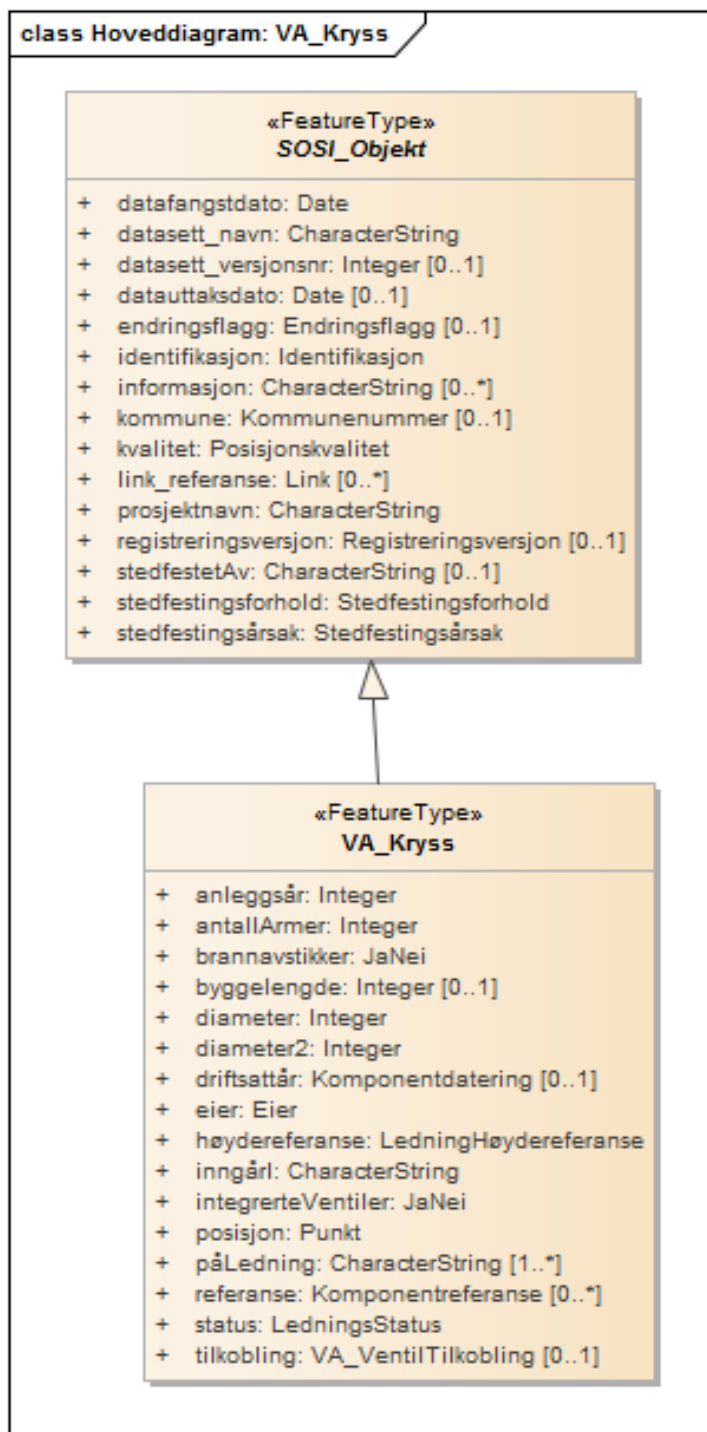 class Hoveddiagram: VA_Kryss
«FeatureType»
SOSI_Objekt
+ datafangstdato: Date
+ datasett_navn: CharacterString
+ datasett_versjonsnr: Integer [0..1]
+ datauttaksdato: Date [0..1]
+ endringsflagg: Endringsflagg [0..1]
+ identifikasjon: Identifikasjon
+ informasjon: CharacterString [0..*]
+ kommune: Kommunenummer [0..1]
+ kvalitet: Posisjonskvalitet
+ link_referanse: Link [0..*]
+ prosjektnavn: CharacterString
+ registreringsversjon: Registreringsversjon [0..1]
+ stedfestetAv: CharacterString [0..1]
+ stedfestingsforhold: Stedfestingsforhold
+ stedfestingsårsak: Stedfestingsårsak
«FeatureType»
VA_Kryss
+ anleggsår: Integer
+ antallArmer: Integer
+ brannavstikker: JaNei
+ byggelengde: Integer [0..1]
+ diameter: Integer
+ diameter2: Integer
+ driftsattår: Komponentdatering [0..1]
+ eier: Eier
+ høydereferanse: LedningHøydereferanse
+ inngårI: CharacterString
+ integrerteVentiler: JaNei
+ posisjon: Punkt
+ påLedning: CharacterString [1..*]
+ referanse: Komponentreferanse [0..*]
+ status: LedningsStatus
+ tilkobling: VA_VentilTilkobling [0..1]